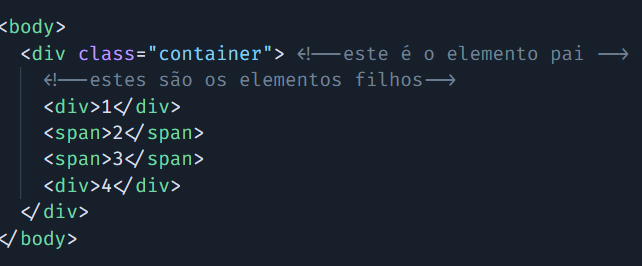 <body>
<div class="container"> <!--este é o elemento pai -->
<!--estes são os elementos filhos-->
<div>1</div>
<span>2</span>
<span>3</span>
<div>4</div>
</div>
</body>